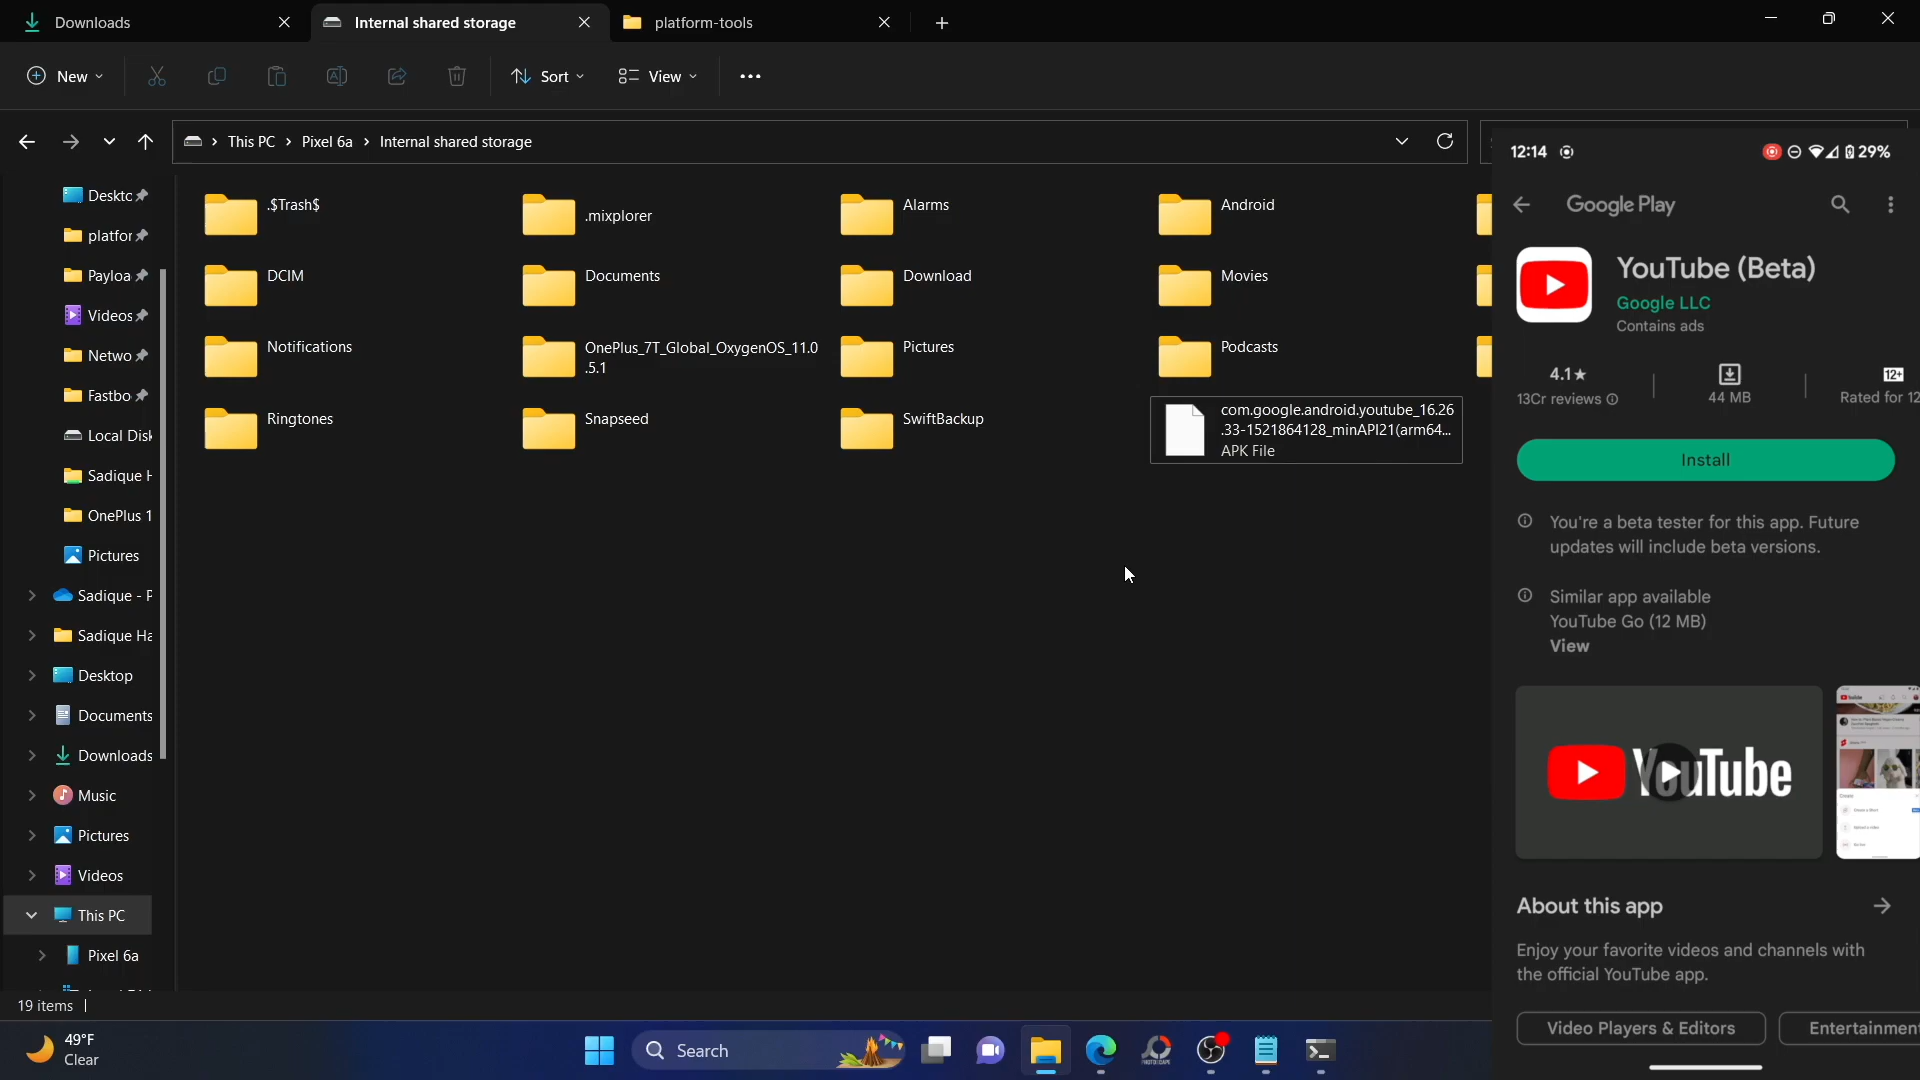 Downloads
Internal shared storage
platform-tools
New
Sort
View
This PC
Pixel 6a
Internal shared storage
Deskto
platfor
Payloa
Videos
Netwo
Fastbo
Local Disk
Sadique H
OnePlus 1
Pictures
Sadique - P
Sadique Ha
Desktop
Documents
Downloads
Music
Pictures
Videos
This PC
Pixel 6a
.$Trash$
.mixplorer
Alarms
Android
DCIM
Documents
Download
Movies
Notifications
OnePlus_7T_Global_OxygenOS_11.0
.5.1
Pictures
Podcasts
Ringtones
Snapseed
SwiftBackup
com.google.android.youtube_16.26
.33-1521864128_minAPI21(arm64...
APK File
12:14
29%
Google Play
YouTube (Beta)
Google LLC
Contains ads
4.1★
13Cr reviews
44 MB
12+
Rated for 12
Install
You're a beta tester for this app. Future
updates will include beta versions.
Similar app available
YouTube Go (12 MB)
View
YouTube
About this app
Enjoy your favorite videos and channels with
the official YouTube app.
Video Players & Editors
Entertainment
19 items
49°F
Clear
Search